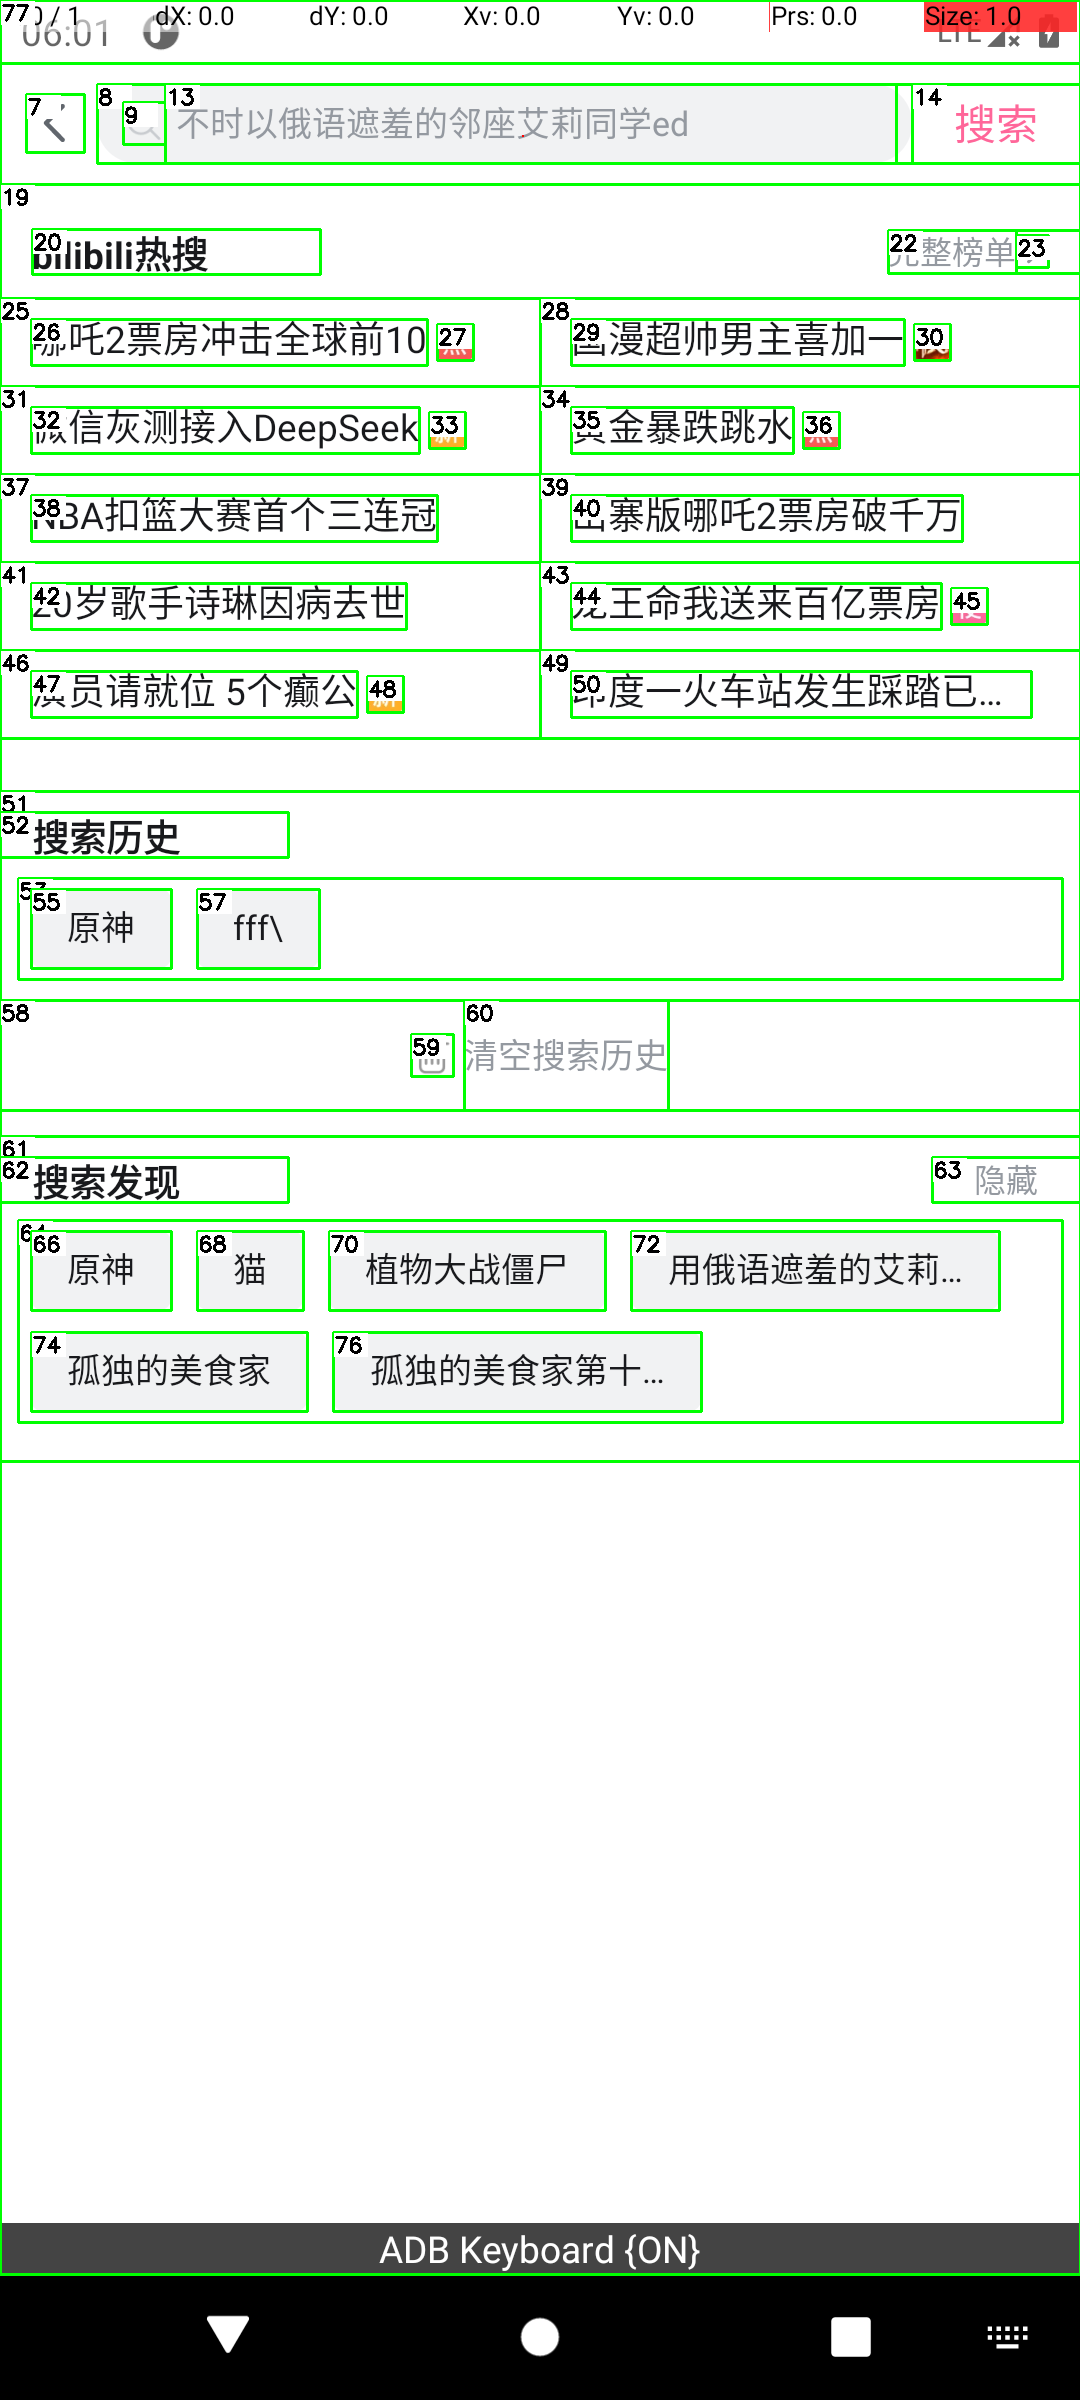 0 / 1 dX: 0.0 dY: 0.0 Xv: 0.0 Yv: 0.0 Prs: 0.0 Size: 1.0
06:01 LTE
77
7 8 9 13 不时以俄语遮羞的邻座艾莉同学ed 14 搜索
19
20 bilibili热搜 22 完整榜单 23
25 28
26 哪吒2票房冲击全球前10 27 热 29 国漫超帅男主喜加一 30
31 34
32 微信灰测接入DeepSeek 33 新 35 黄金暴跌跳水 36 热
37 39
38 NBA扣篮大赛首个三连冠 40 山寨版哪吒2票房破千万
41 43
42 20岁歌手诗琳因病去世 44 龙王命我送来百亿票房 45
46 49
47 演员请就位 5个癫公 48 新 50 印度一火车站发生踩踏已...
51
52 搜索历史
53
55 原神 57 fff\
58 60
59 清空搜索历史
61
62 搜索发现 63 隐藏
64
66 原神 68 猫 70 植物大战僵尸 72 用俄语遮羞的艾莉...
74 孤独的美食家 76 孤独的美食家第十...
ADB Keyboard {ON}